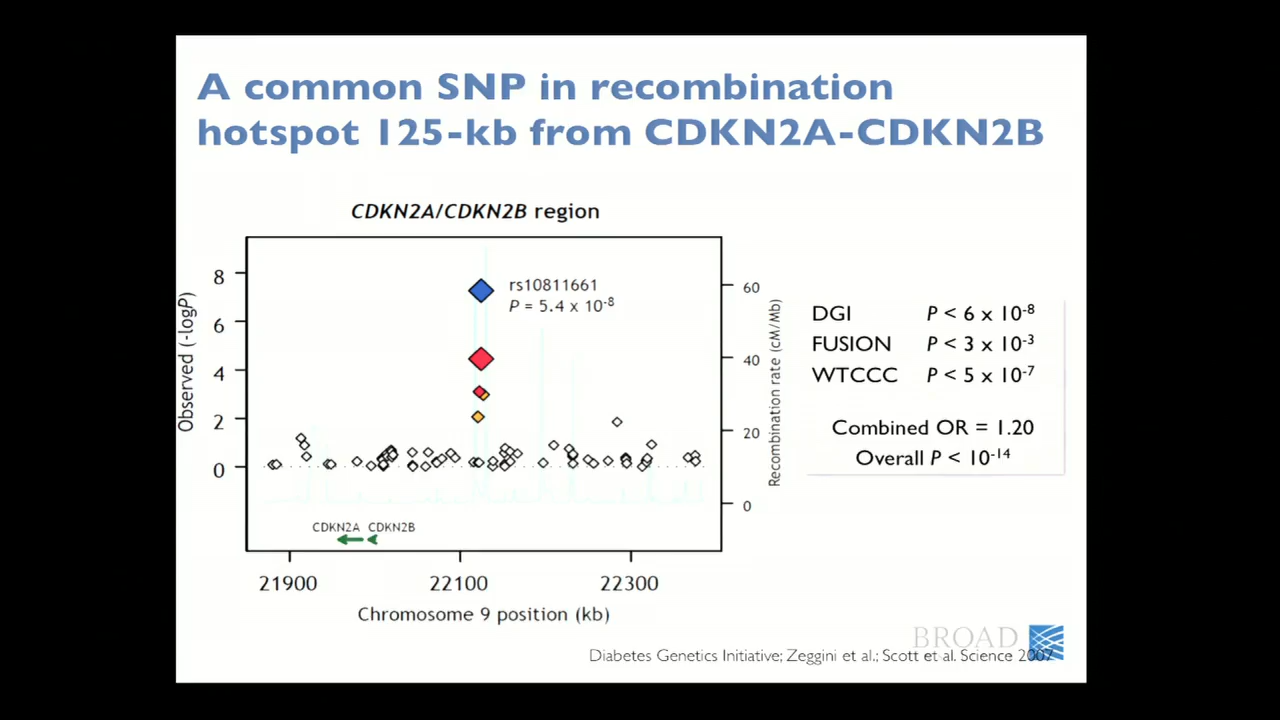 A common SNP in recombination
hotspot 125-kb from CDKN2A-CDKN2B
CDKN2A/CDKN2B region
Observed (-logP)
8
6
4
2
0
rs10811661
P = 5.4 x 10-8
CDKN2A CDKN2B
21900 22100 22300
Chromosome 9 position (kb)
60
40
20
0
Recombination rate (cM/Mb)
DGI P < 6 x 10-8
FUSION P < 3 x 10-3
WTCCC P < 5 x 10-7
Combined OR = 1.20
Overall P < 10-14
BROAD
Diabetes Genetics Initiative; Zeggini et al.; Scott et al. Science 2007